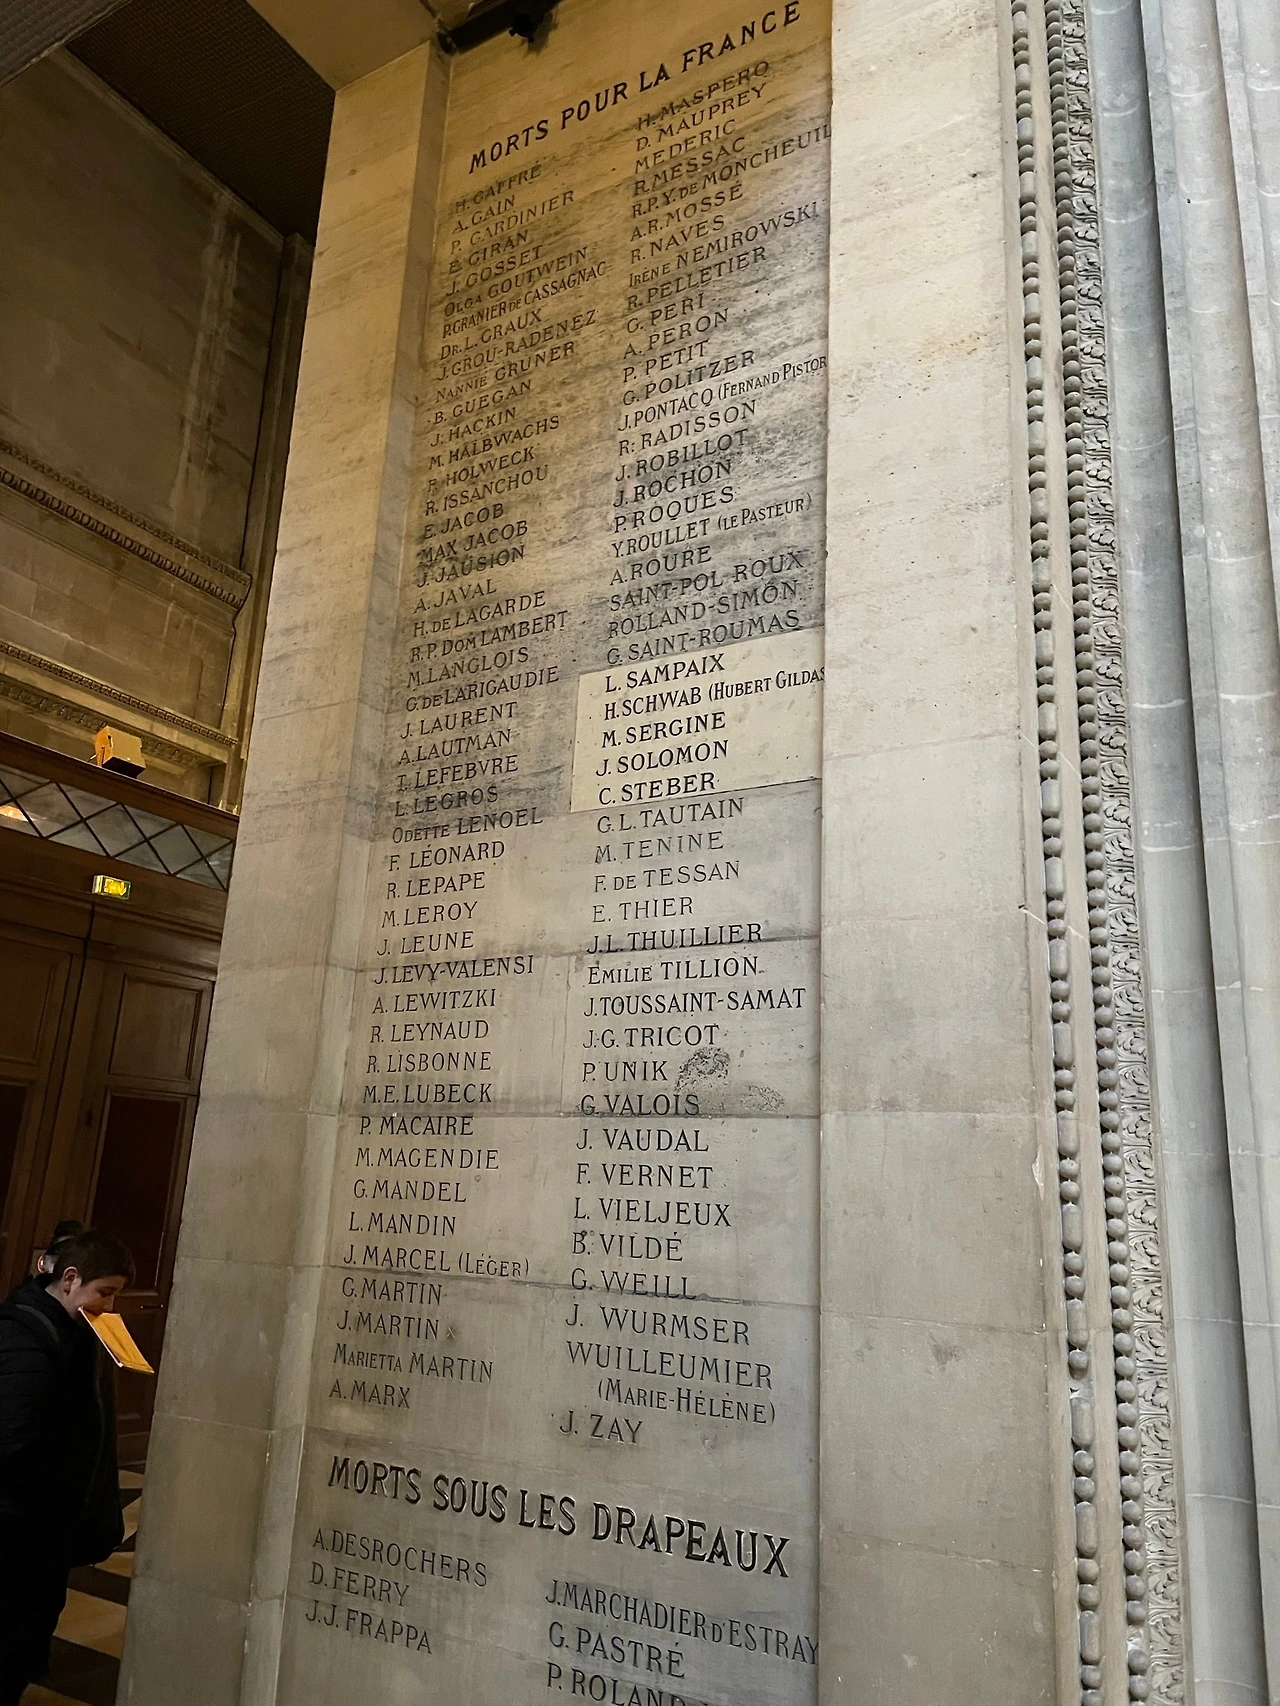 MORTS POUR LA FRANCE
H. GAFFRÉ
A. GAIN
P. GARDINIER
E. GIRAN
J. GOSSET
OLGA GOUTWEIN
P. GRANIER DE CASSAGNAC
DR. L. GRAUX
J. GROU-RADENEZ
NANNIE GRUNER
B. GUEGAN
J. HACKIN
M. HALBWACHS
F. HOLWECK
R. ISSANCHOU
E. JACOB
MAX JACOB
J. JAUSION
A. JAVAL
H. DE LAGARDE
R.P. DOM LAMBERT
M. LANGLOIS
G. DE LARIGAUDIE
J. LAURENT
A. LAUTMAN
T. LEFEBVRE
L. LEGROS
ODETTE LENOEL
F. LÉONARD
R. LEPAPE
M. LEROY
J. LEUNE
J. LEVY-VALENSI
A. LEWITZKI
R. LEYNAUD
R. LISBONNE
M.E. LUBECK
P. MACAIRE
M. MAGENDIE
G. MANDEL
L. MANDIN
J. MARCEL (LÉGER)
G. MARTIN
J. MARTIN
MARIETTA MARTIN
A. MARX
H. MASPERO
D. MAUPREY
MEDERIC
R. MESSAC
R.P.Y. DE MONCHEUIL
A.R. MOSSÉ
R. NAVES
IRÈNE NEMIROWSKI
R. PELLETIER
G. PERI
A. PERON
P. PETIT
G. POLITZER
J. PONTACQ (FERNAND PISTOR
R. RADISSON
J. ROBILLOT
J. ROCHON
P. ROQUES
Y. ROULLET (LE PASTEUR)
A. ROURE
SAINT-POL ROUX
ROLLAND-SIMON
G. SAINT-ROUMAS
L. SAMPAIX
H. SCHWAB (HUBERT GILDAS
M. SERGINE
J. SOLOMON
C. STEBER
G.L. TAUTAIN
M. TENINE
F. DE TESSAN
E. THIER
J.L. THUILLIER
EMILIE TILLION
J. TOUSSAINT-SAMAT
J.G. TRICOT
P. UNIK
G. VALOIS
J. VAUDAL
F. VERNET
L. VIELJEUX
B. VILDÉ
G. WEILL
J. WURMSER
WUILLEUMIER
(MARIE-HÉLÈNE)
J. ZAY
MORTS SOUS LES DRAPEAUX
A. DESROCHERS
D. FERRY
J.J. FRAPPA
J. MARCHADIER D'ESTRAY
G. PASTRÉ
P. ROLAND